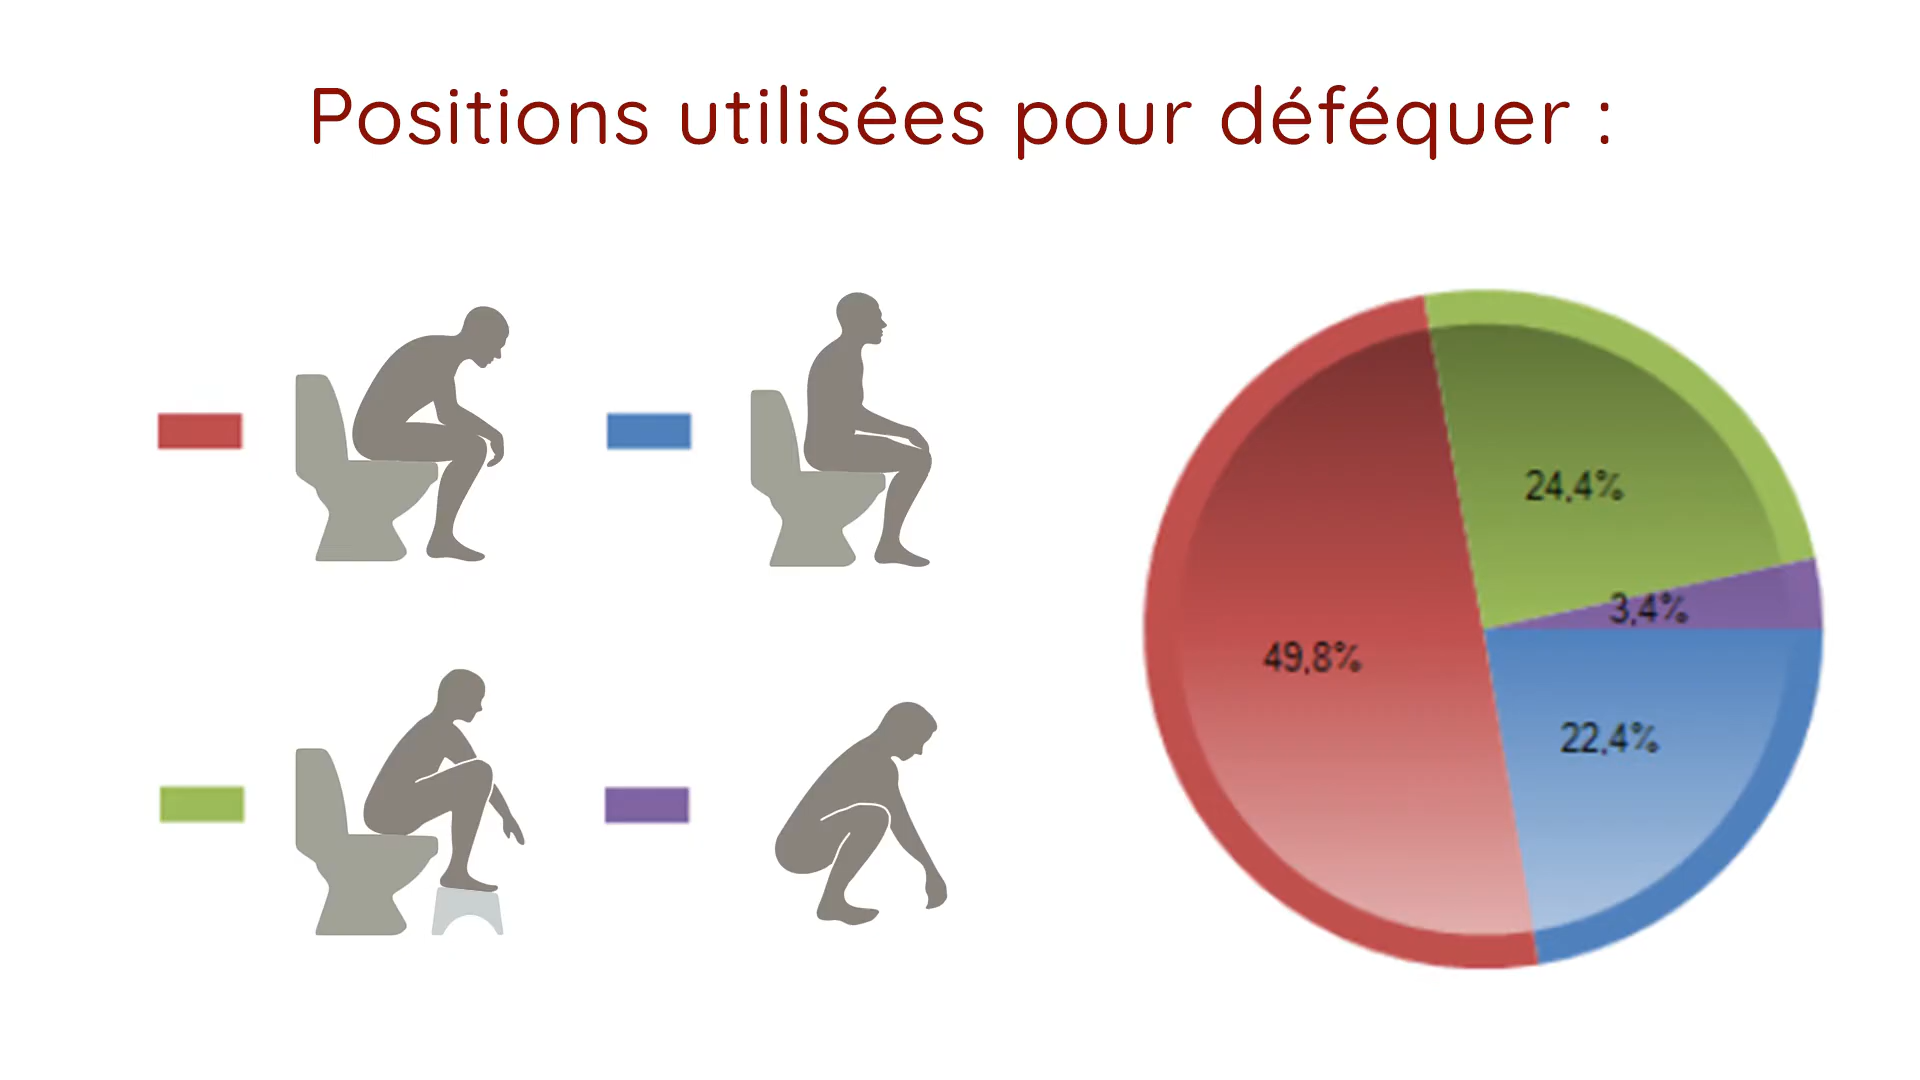 Positions utilisées pour déféquer :
24,4%
3,4%
49,8%
22,4%